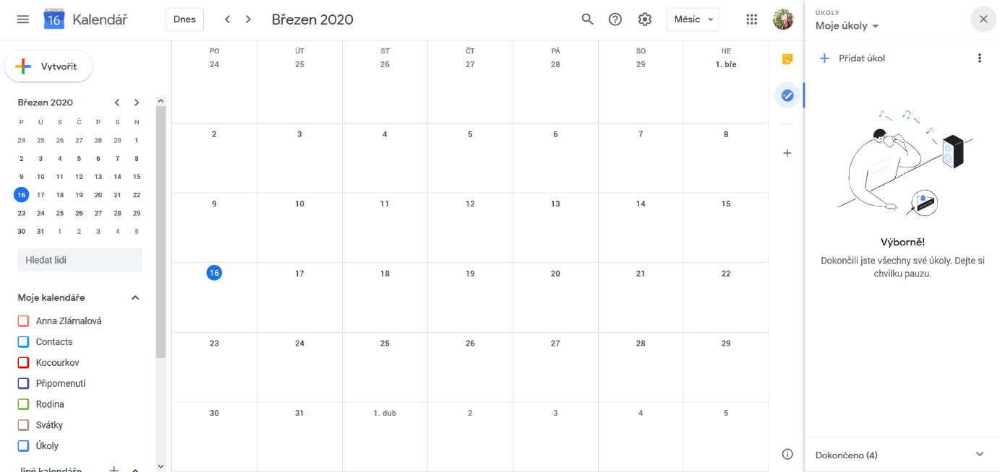 16 Kalendář
Dnes
Březen 2020
Měsíc
Vytvořit
Březen 2020
P Ú S Č P S N
24 25 26 27 28 29 1
2 3 4 5 6 7 8
9 10 11 12 13 14 15
16 17 18 19 20 21 22
23 24 25 26 27 28 29
30 31 1 2 3 4 5
Hledat lidi
Moje kalendáře
Anna Zlámalová
Contacts
Kocourkov
Připomenutí
Rodina
Svátky
Úkoly
Jiné kalendáře
PO ÚT ST ČT PÁ SO NE
24 25 26 27 28 29 1. bře
2 3 4 5 6 7 8
9 10 11 12 13 14 15
16 17 18 19 20 21 22
23 24 25 26 27 28 29
30 31 1. dub 2 3 4 5
ÚKOLY
Moje úkoly
Přidat úkol
Výborně!
Dokončili jste všechny své úkoly. Dejte si
chvilku pauzu.
Dokončeno (4)